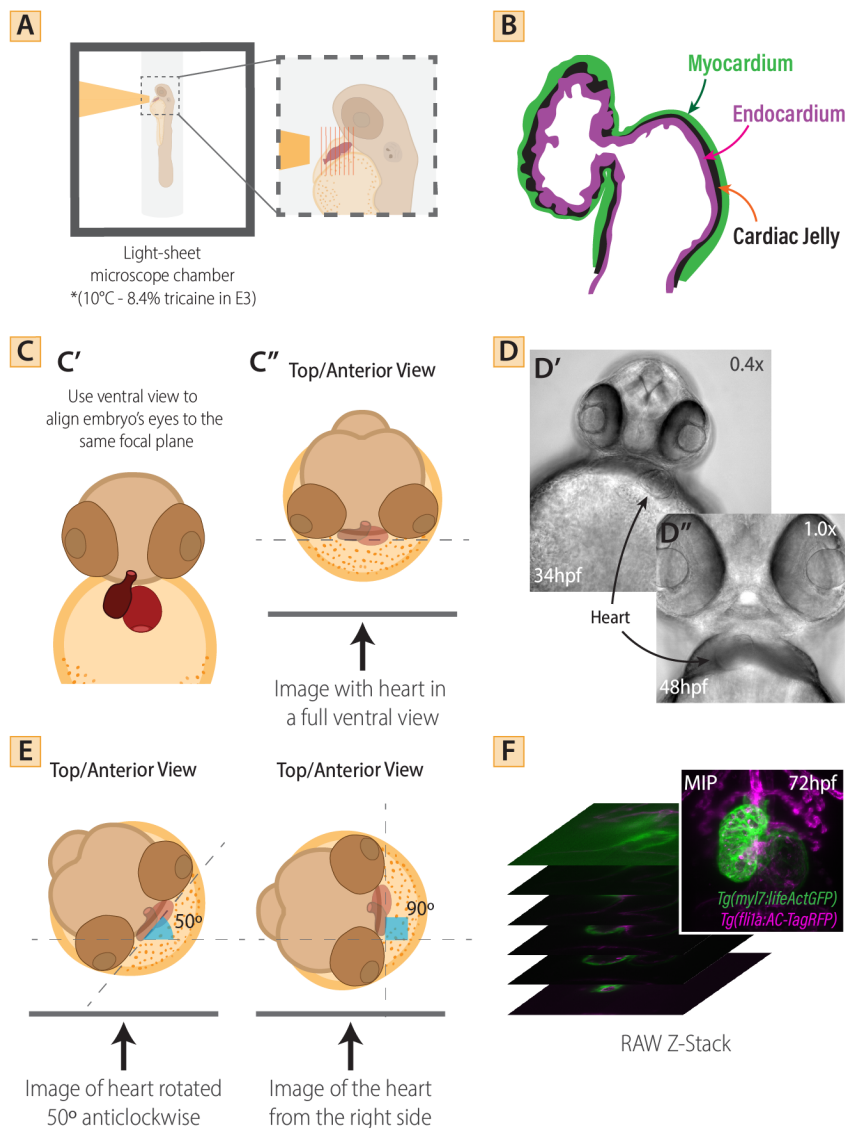 A
Light-sheet
microscope chamber
*(10°C - 8.4% tricaine in E3)
B
Myocardium
Endocardium
Cardiac Jelly
C
C'
Use ventral view to
align embryo's eyes to the
same focal plane
C"
Top/Anterior View
Image with heart in
a full ventral view
D
D'
0.4x
34hpf
D"
1.0x
Heart
48hpf
E
Top/Anterior View
50º
Image of heart rotated
50º anticlockwise
Top/Anterior View
90º
Image of the heart
from the right side
F
MIP
72hpf
Tg(myl7:lifeActGFP)
Tg(fli1a:AC-TagRFP)
RAW Z-Stack